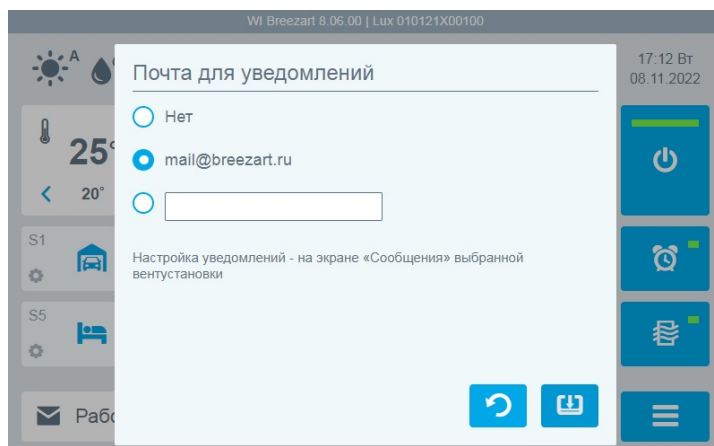 WI Breezart 8.06.00 | Lux 010121X00100
A
17:12 Вт
08.11.2022
Почта для уведомлений
Нет
mail@breezart.ru
Настройка уведомлений - на экране «Сообщения» выбранной
вентустановки
25°
20°
S1
S5